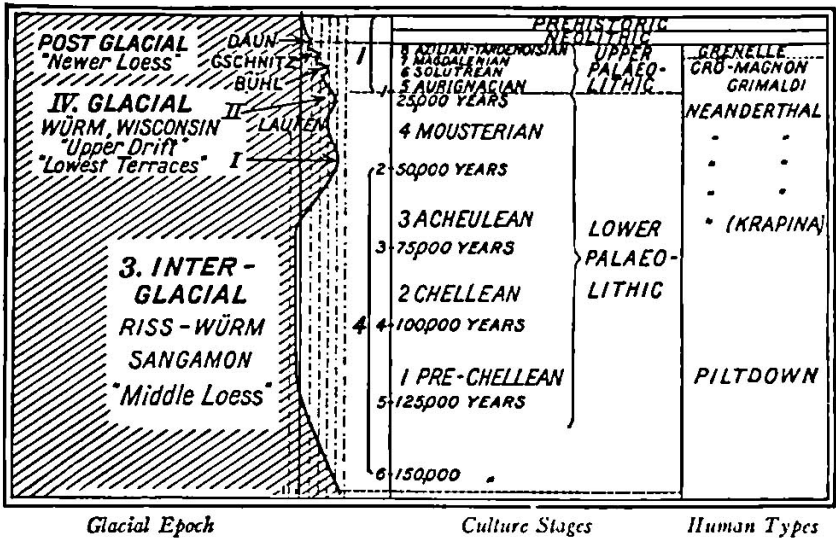 POST GLACIAL
"Newer Loess"
DAUN
GSCHNITZ
BÜHL
IV. GLACIAL
WÜRM, WISCONSIN
"Upper Drift"
"Lowest Terraces"
II
LAUFEN
I
3. INTER-
GLACIAL
RISS-WÜRM
SANGAMON
"Middle Loess"
1
4
PREHISTORIC
NEOLITHIC
8 AZILIAN-TARDENOISIAN
7 MAGDALENIAN
6 SOLUTREAN
5 AURIGNACIAN
1
25,000 YEARS
4 MOUSTERIAN
2-50,000 YEARS
3 ACHEULEAN
3-75,000 YEARS
2 CHELLEAN
4-100,000 YEARS
1 PRE-CHELLEAN
5-125,000 YEARS
6-150,000 "
UPPER
PALAEO-
LITHIC
LOWER
PALAEO-
LITHIC
GRENELLE
CRO-MAGNON
GRIMALDI
NEANDERTHAL
" "
" "
" "
" (KRAPINA)
PILTDOWN
Glacial Epoch
Culture Stages
Human Types